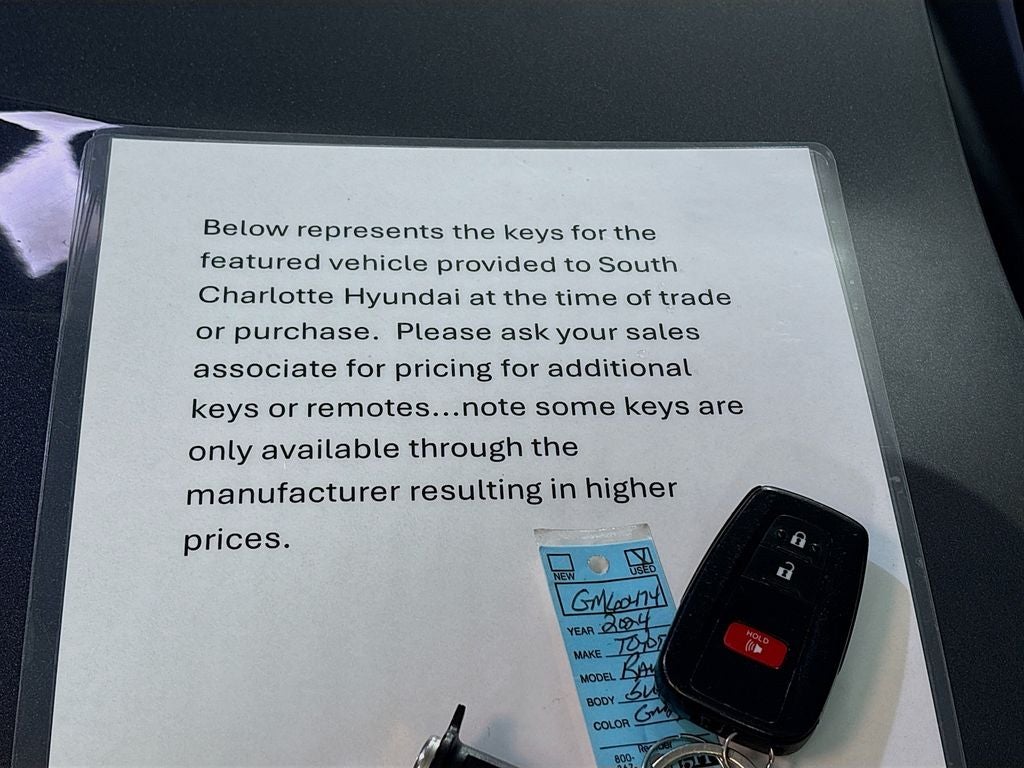 Below represents the keys for the
featured vehicle provided to South
Charlotte Hyundai at the time of trade
or purchase. Please ask your sales
associate for pricing for additional
keys or remotes...note some keys are
only available through the
manufacturer resulting in higher
prices.
NEW USED
YEAR 2024
MAKE
MODEL
BODY
COLOR
800-
HOLD